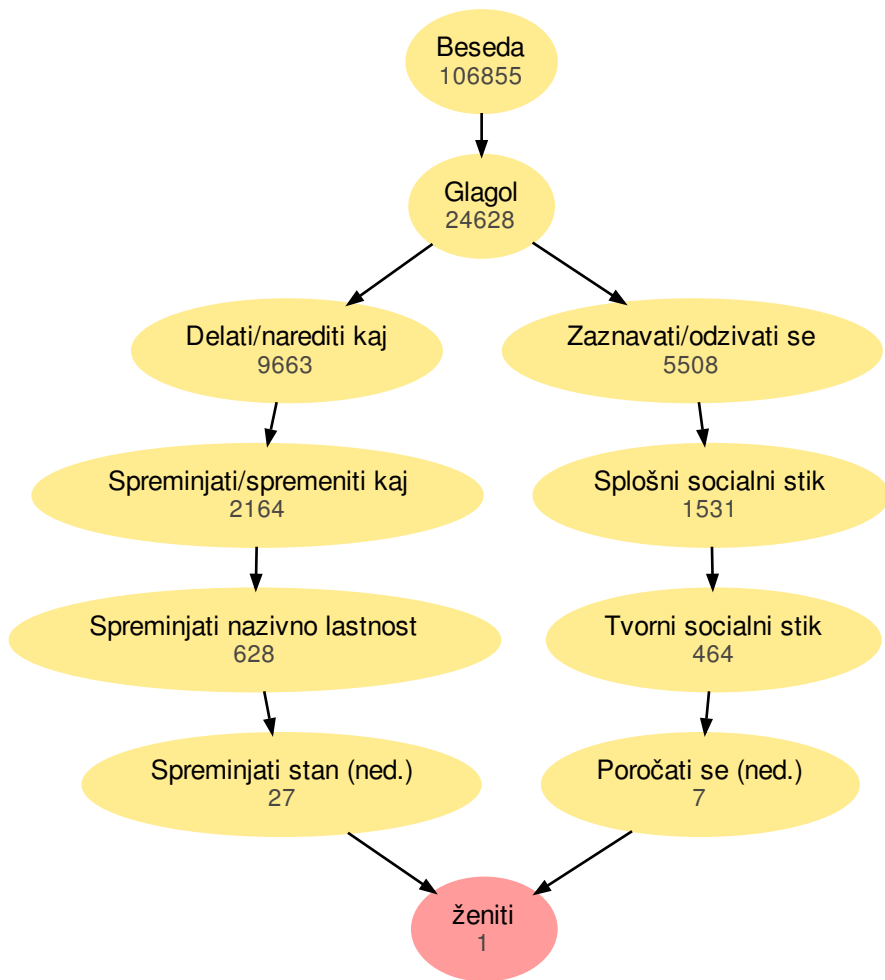 Beseda
106855
Glagol
24628
Delati/narediti kaj
9663
Zaznavati/odzivati se
5508
Spreminjati/spremeniti kaj
2164
Splošni socialni stik
1531
Spreminjati nazivno lastnost
628
Tvorni socialni stik
464
Spreminjati stan (ned.)
27
Poročati se (ned.)
7
ženiti
1